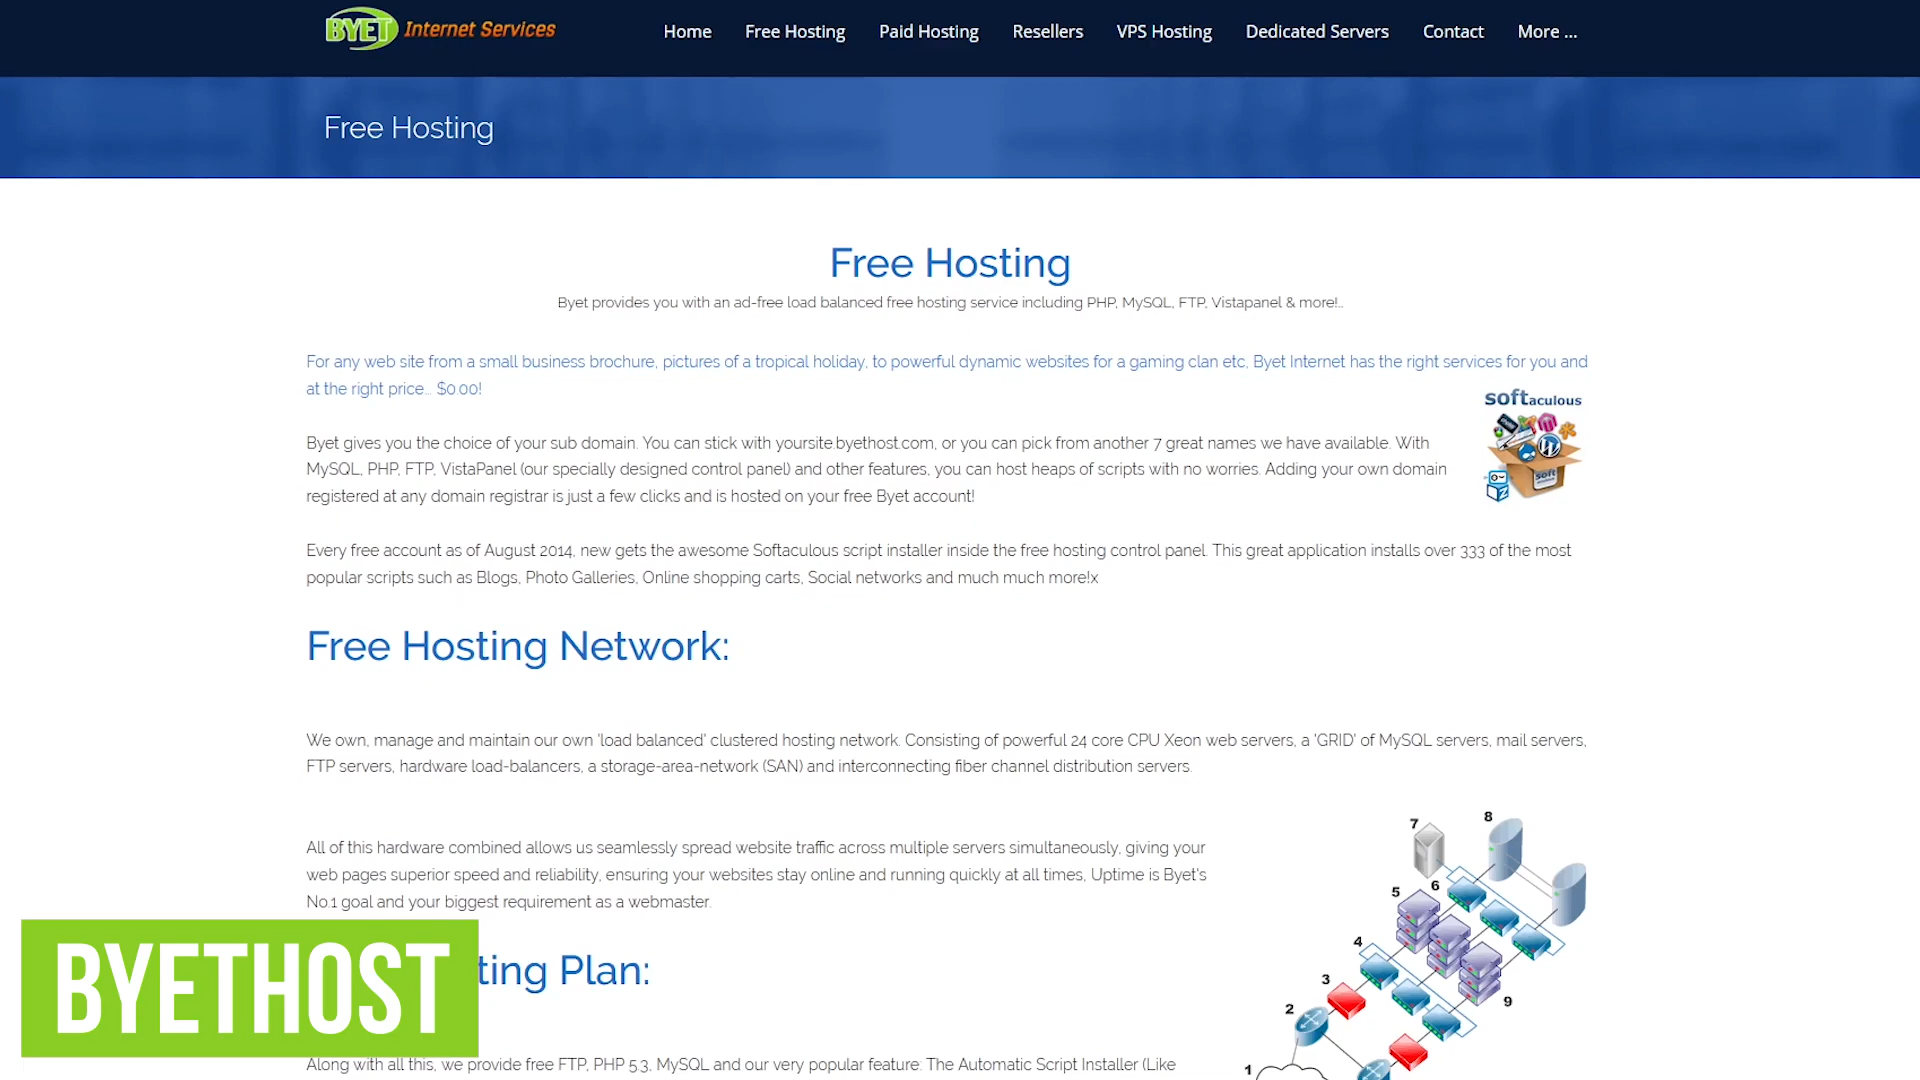 BYET Internet Services
Home Free Hosting Paid Hosting Resellers VPS Hosting Dedicated Servers Contact More ...
Free Hosting
Free Hosting
Byet provides you with an ad-free load balanced free hosting service including PHP, MySQL, FTP, Vistapanel & more!..
For any web site from a small business brochure, pictures of a tropical holiday, to powerful dynamic websites for a gaming clan etc, Byet Internet has the right services for you and
at the right price... $0.00!
softaculous
Byet gives you the choice of your sub domain. You can stick with yoursite.byethost.com, or you can pick from another 7 great names we have available. With
MySQL, PHP, FTP, VistaPanel (our specially designed control panel) and other features, you can host heaps of scripts with no worries. Adding your own domain
registered at any domain registrar is just a few clicks and is hosted on your free Byet account!
Every free account as of August 2014, new gets the awesome Softaculous script installer inside the free hosting control panel. This great application installs over 333 of the most
popular scripts such as Blogs, Photo Galleries, Online shopping carts, Social networks and much much more!x
Free Hosting Network:
We own, manage and maintain our own 'load balanced' clustered hosting network. Consisting of powerful 24 core CPU Xeon web servers, a 'GRID' of MySQL servers, mail servers,
FTP servers, hardware load-balancers, a storage-area-network (SAN) and interconnecting fiber channel distribution servers.
All of this hardware combined allows us seamlessly spread website traffic across multiple servers simultaneously, giving your
web pages superior speed and reliability, ensuring your websites stay online and running quickly at all times, Uptime is Byet's
No.1 goal and your biggest requirement as a webmaster.
7 8
5 6
4
3
9
2
1
ting Plan:
BYETHOST
Along with all this, we provide free FTP, PHP 5.3, MySQL and our very popular feature: The Automatic Script Installer (Like